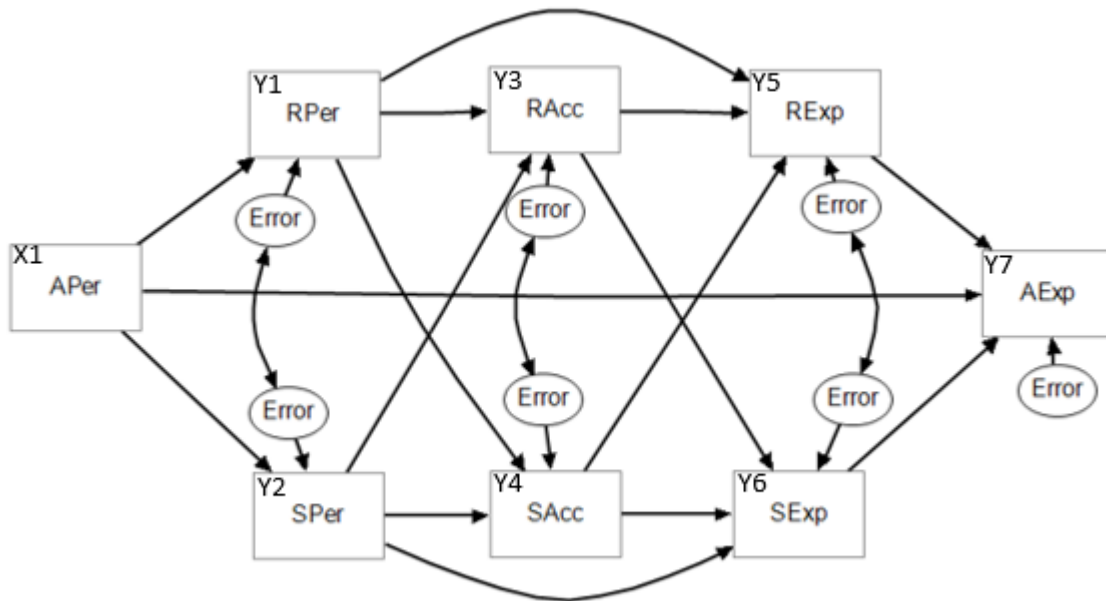 Y1
RPer
Y3
RAcc
Y5
RExp
Error
Error
Error
X1
APer
Y7
AExp
Error
Error
Error
Error
Y2
SPer
Y4
SAcc
Y6
SExp